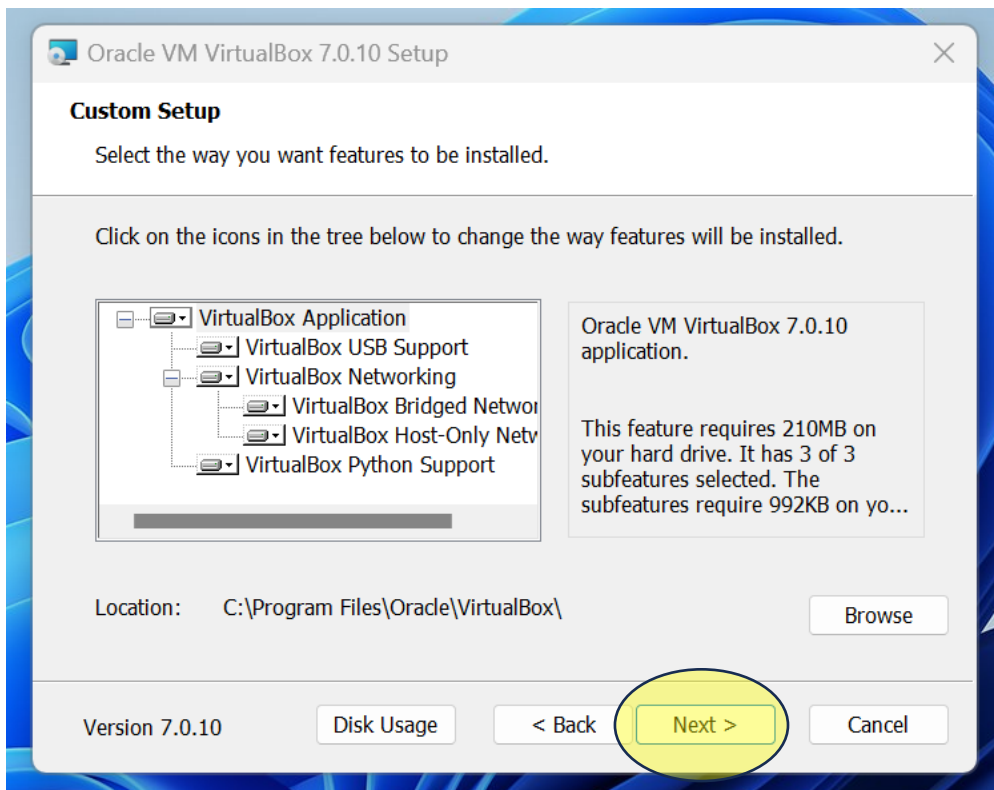 Oracle VM VirtualBox 7.0.10 Setup
Custom Setup
Select the way you want features to be installed.
Click on the icons in the tree below to change the way features will be installed.
VirtualBox Application
VirtualBox USB Support
VirtualBox Networking
VirtualBox Bridged Networ
VirtualBox Host-Only Netw
VirtualBox Python Support
Oracle VM VirtualBox 7.0.10
application.
This feature requires 210MB on
your hard drive. It has 3 of 3
subfeatures selected. The
subfeatures require 992KB on yo...
Location: C:\Program Files\Oracle\VirtualBox\
Browse
Version 7.0.10 Disk Usage < Back Next > Cancel